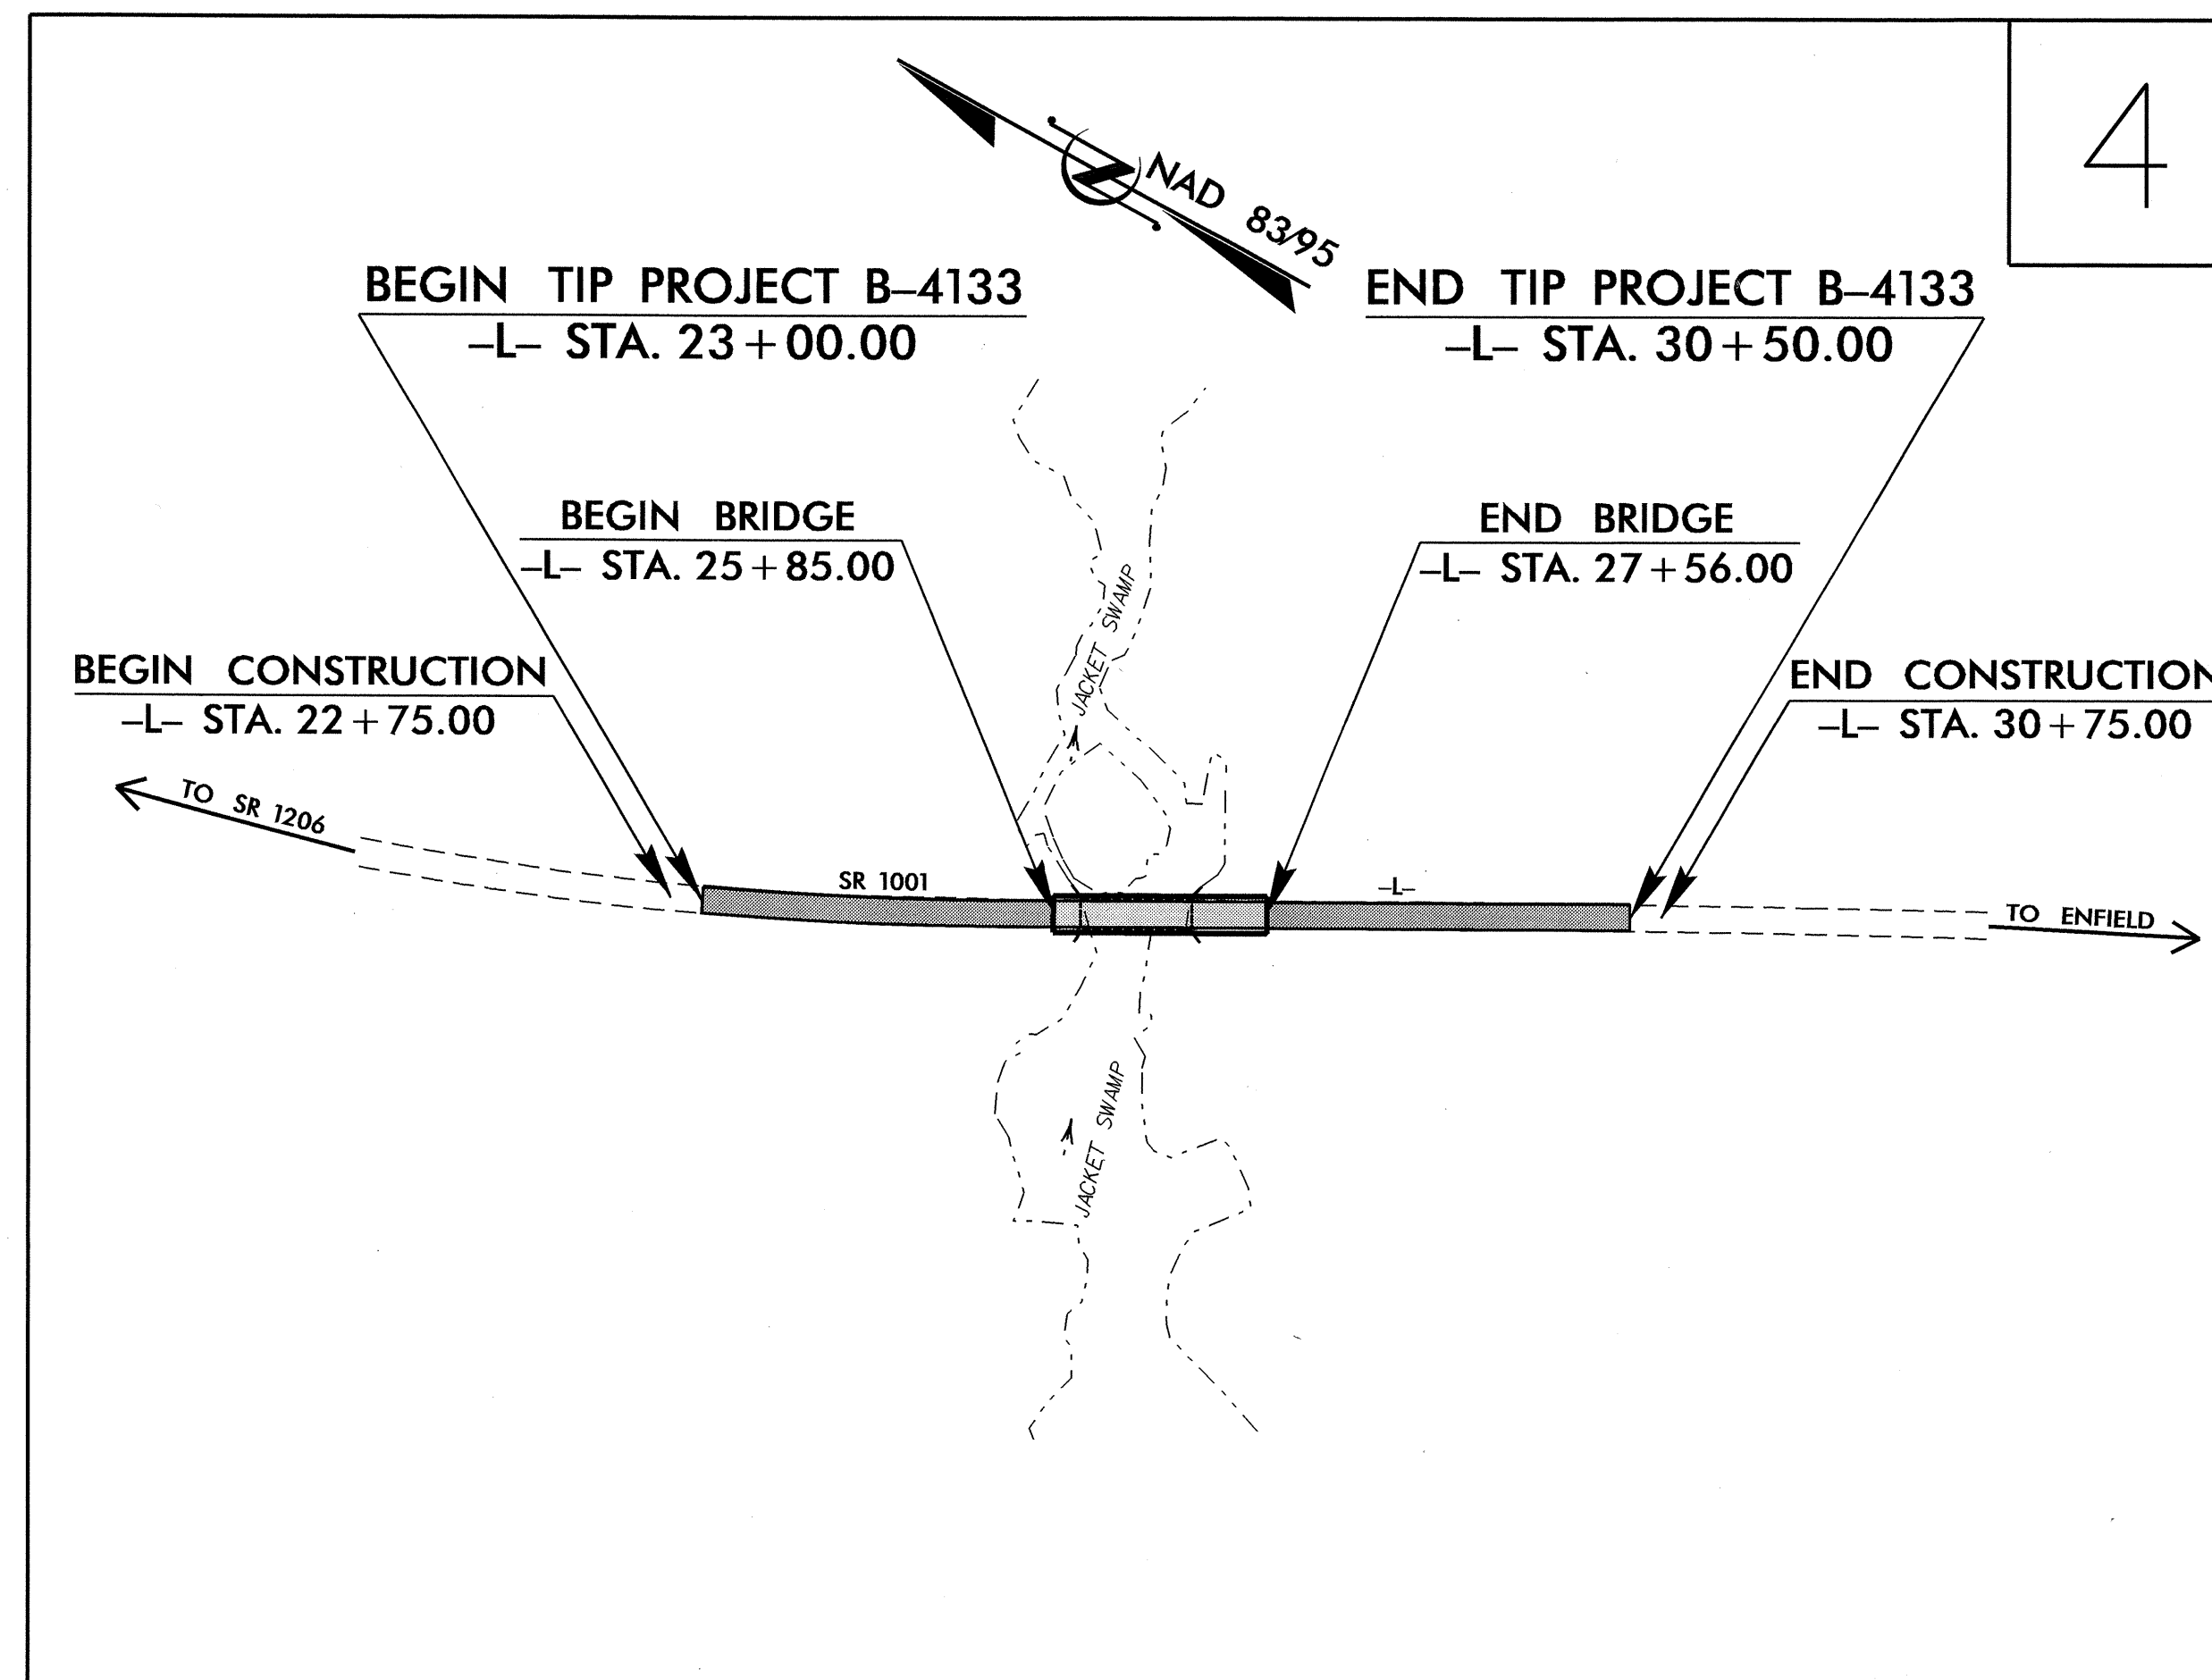 4
N
NAD 83/95
BEGIN TIP PROJECT B–4133
–L– STA. 23+00.00
END TIP PROJECT B–4133
–L– STA. 30+50.00
BEGIN BRIDGE
–L– STA. 25+85.00
END BRIDGE
–L– STA. 27+56.00
JACKET SWAMP
BEGIN CONSTRUCTION
–L– STA. 22+75.00
END CONSTRUCTION
–L– STA. 30+75.00
TO SR 1206
SR 1001
–L–
TO ENFIELD
JACKET SWAMP